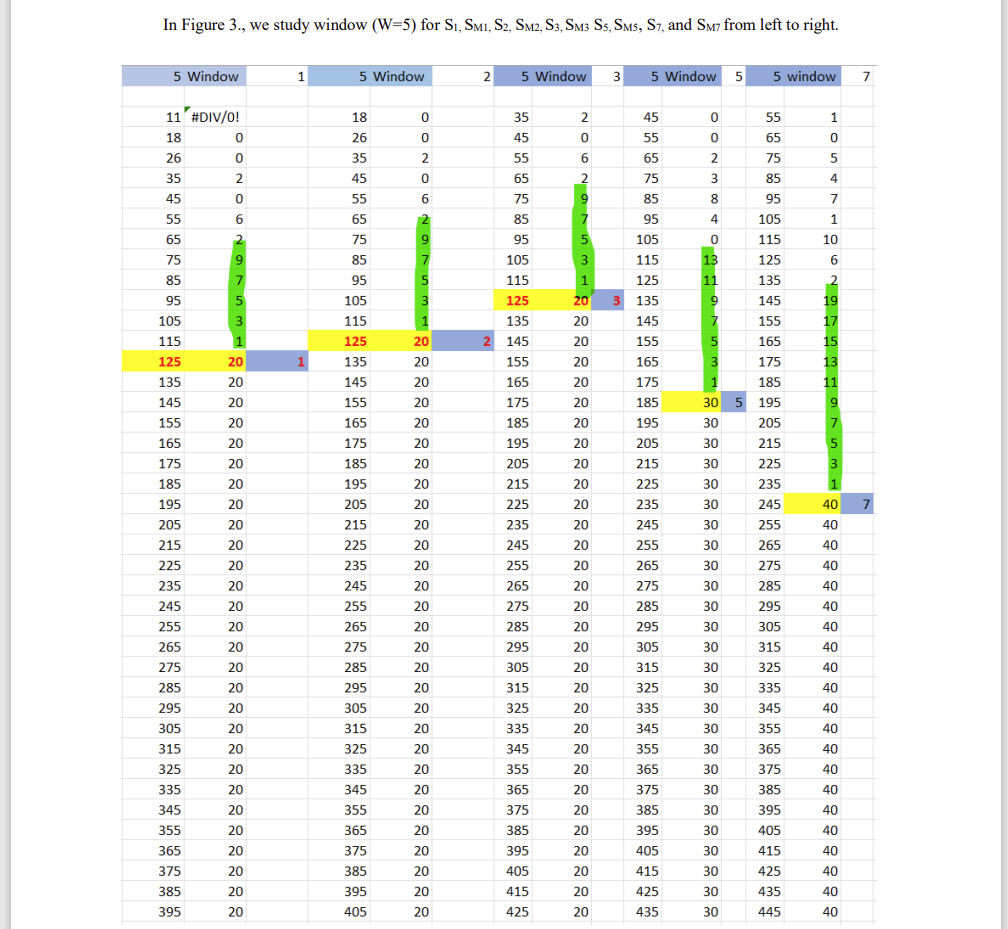 In Figure 3., we study window (W=5) for S1, SM1, S2, SM2, S3, SM3 S5, SM5, S7, and SM7 from left to right.
5 Window 1 5 Window 2 5 Window 3 5 Window 5 5 window 7
11 #DIV/0! 18 0 35 2 45 0 55 1
18 0 26 0 45 0 55 0 65 0
26 0 35 2 55 6 65 2 75 5
35 2 45 0 65 2 75 3 85 4
45 0 55 6 75 9 85 8 95 7
55 6 65 2 85 7 95 4 105 1
65 2 75 9 95 5 105 0 115 10
75 9 85 7 105 3 115 13 125 6
85 7 95 5 115 1 125 11 135 2
95 5 105 3 125 20 3 135 9 145 19
105 3 115 1 135 20 145 7 155 17
115 1 125 20 2 145 20 155 5 165 15
125 20 1 135 20 155 20 165 3 175 13
135 20 145 20 165 20 175 1 185 11
145 20 155 20 175 20 185 30 5 195 9
155 20 165 20 185 20 195 30 205 7
165 20 175 20 195 20 205 30 215 5
175 20 185 20 205 20 215 30 225 3
185 20 195 20 215 20 225 30 235 1
195 20 205 20 225 20 235 30 245 40 7
205 20 215 20 235 20 245 30 255 40
215 20 225 20 245 20 255 30 265 40
225 20 235 20 255 20 265 30 275 40
235 20 245 20 265 20 275 30 285 40
245 20 255 20 275 20 285 30 295 40
255 20 265 20 285 20 295 30 305 40
265 20 275 20 295 20 305 30 315 40
275 20 285 20 305 20 315 30 325 40
285 20 295 20 315 20 325 30 335 40
295 20 305 20 325 20 335 30 345 40
305 20 315 20 335 20 345 30 355 40
315 20 325 20 345 20 355 30 365 40
325 20 335 20 355 20 365 30 375 40
335 20 345 20 365 20 375 30 385 40
345 20 355 20 375 20 385 30 395 40
355 20 365 20 385 20 395 30 405 40
365 20 375 20 395 20 405 30 415 40
375 20 385 20 405 20 415 30 425 40
385 20 395 20 415 20 425 30 435 40
395 20 405 20 425 20 435 30 445 40